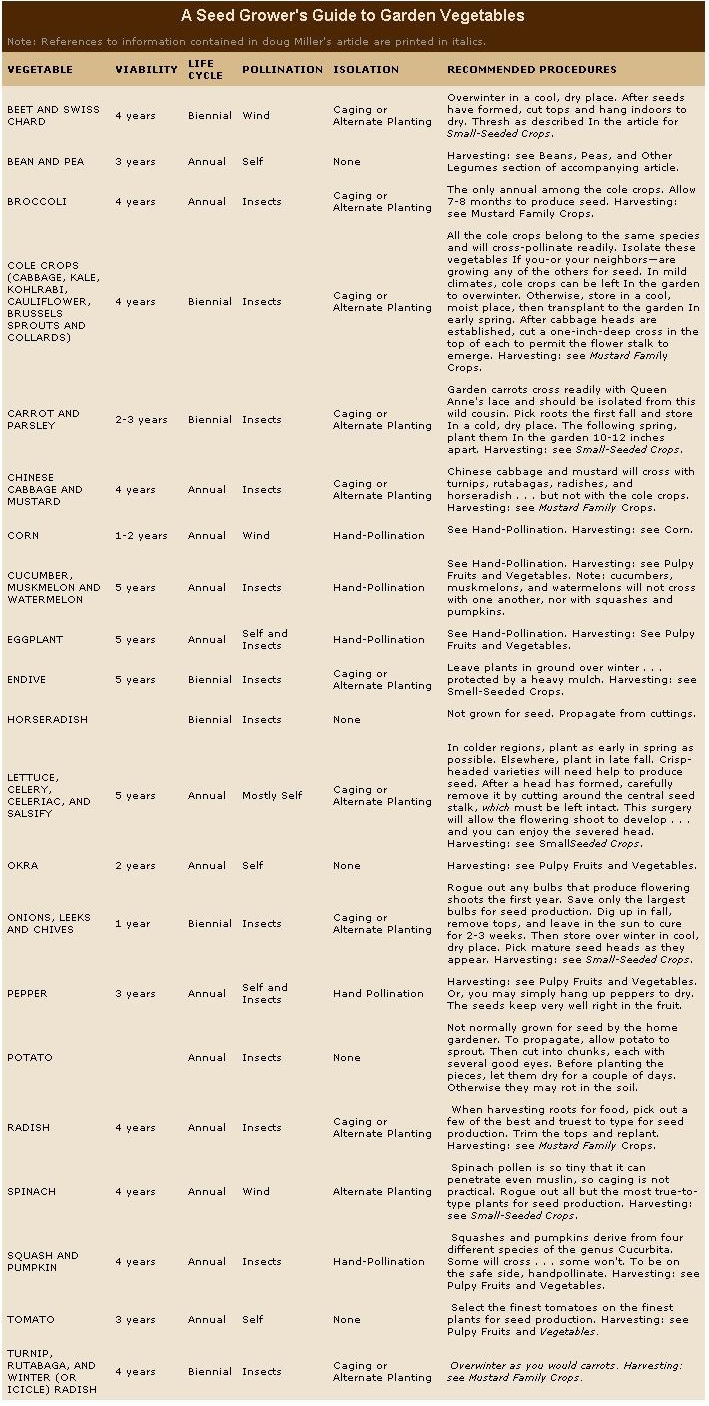 A Seed Grower's Guide to Garden Vegetables
Note: References to information contained in doug Miller's article are printed in italics.
VEGETABLE VIABILITY LIFE CYCLE POLLINATION ISOLATION RECOMMENDED PROCEDURES
BEET AND SWISS CHARD 4 years Biennial Wind Caging or Alternate Planting
Overwinter in a cool, dry place. After seeds
have formed, cut tops and hang indoors to
dry. Thresh as described In the article for
Small-Seeded Crops.
BEAN AND PEA 3 years Annual Self None
Harvesting: see Beans, Peas, and Other
Legumes section of accompanying article.
BROCCOLI 4 years Annual Insects Caging or Alternate Planting
The only annual among the cole crops. Allow
7-8 months to produce seed. Harvesting:
see Mustard Family Crops.
COLE CROPS
(CABBAGE, KALE,
KOHLRABI,
CAULIFLOWER,
BRUSSELS
SPROUTS AND
COLLARDS)
4 years Biennial Insects Caging or Alternate Planting
All the cole crops belong to the same species
and will cross-pollinate readily. Isolate these
vegetables If you-or your neighbors—are
growing any of the others for seed. In mild
climates, cole crops can be left In the garden
to overwinter. Otherwise, store in a cool,
moist place, then transplant to the garden In
early spring. After cabbage heads are
established, cut a one-inch-deep cross in the
top of each to permit the flower stalk to
emerge. Harvesting: see Mustard Family
Crops.
CARROT AND PARSLEY 2-3 years Biennial Insects Caging or Alternate Planting
Garden carrots cross readily with Queen
Anne's lace and should be isolated from this
wild cousin. Pick roots the first fall and store
In a cold, dry place. The following spring,
plant them In the garden 10-12 inches
apart. Harvesting: see Small-Seeded Crops.
CHINESE
CABBAGE AND
MUSTARD
4 years Annual Insects Caging or Alternate Planting
Chinese cabbage and mustard will cross with
turnips, rutabagas, radishes, and
horseradish . . . but not with the cole crops.
Harvesting: see Mustard Family Crops.
CORN 1-2 years Annual Wind Hand-Pollination
See Hand-Pollination. Harvesting: see Corn.
CUCUMBER,
MUSKMELON AND
WATERMELON
5 years Annual Insects Hand-Pollination
See Hand-Pollination. Harvesting: see Pulpy
Fruits and Vegetables. Note: cucumbers,
muskmelons, and watermelons will not cross
with one another, nor with squashes and
pumpkins.
EGGPLANT 5 years Annual Self and Insects Hand-Pollination
See Hand-Pollination. Harvesting: See Pulpy
Fruits and Vegetables.
ENDIVE 5 years Biennial Insects Caging or Alternate Planting
Leave plants in ground over winter . . .
protected by a heavy mulch. Harvesting: see
Smell-Seeded Crops.
HORSERADISH Biennial Insects None
Not grown for seed. Propagate from cuttings.
LETTUCE,
CELERY,
CELERIAC, AND
SALSIFY
5 years Annual Mostly Self Caging or Alternate Planting
In colder regions, plant as early in spring as
possible. Elsewhere, plant in late fall. Crisp-
headed varieties will need help to produce
seed. After a head has formed, carefully
remove it by cutting around the central seed
stalk, which must be left intact. This surgery
will allow the flowering shoot to develop . . .
and you can enjoy the severed head.
Harvesting: see SmallSeeded Crops.
OKRA 2 years Annual Self None
Harvesting: see Pulpy Fruits and Vegetables.
ONIONS, LEEKS AND CHIVES 1 year Biennial Insects Caging or Alternate Planting
Rogue out any bulbs that produce flowering
shoots the first year. Save only the largest
bulbs for seed production. Dig up in fall,
remove tops, and leave in the sun to cure
for 2-3 weeks. Then store over winter in cool,
dry place. Pick mature seed heads as they
appear. Harvesting: see Small-Seeded Crops.
PEPPER 3 years Annual Self and Insects Hand Pollination
Harvesting: see Pulpy Fruits and Vegetables.
Or, you may simply hang up peppers to dry.
The seeds keep very well right in the fruit.
POTATO Annual Insects None
Not normally grown for seed by the home
gardener. To propagate, allow potato to
sprout. Then cut into chunks, each with
several good eyes. Before planting the
pieces, let them dry for a couple of days.
Otherwise they may rot in the soil.
RADISH 4 years Annual Insects Caging or Alternate Planting
When harvesting roots for food, pick out a
few of the best and truest to type for seed
production. Trim the tops and replant.
Harvesting: see Mustard Family Crops.
SPINACH 4 years Annual Wind Alternate Planting
Spinach pollen is so tiny that it can
penetrate even muslin, so caging is not
practical. Rogue out all but the most true-to-
type plants for seed production. Harvesting:
see Small-Seeded Crops.
SQUASH AND PUMPKIN 4 years Annual Insects Hand-Pollination
Squashes and pumpkins derive from four
different species of the genus Cucurbita.
Some will cross . . . some won't. To be on
the safe side, handpollinate. Harvesting: see
Pulpy Fruits and Vegetables.
TOMATO 3 years Annual Self None
Select the finest tomatoes on the finest
plants for seed production. Harvesting: see
Pulpy Fruits and Vegetables.
TURNIP,
RUTABAGA, AND
WINTER (OR
ICICLE) RADISH
4 years Biennial Insects Caging or Alternate Planting
Overwinter as you would carrots. Harvesting:
see Mustard Family Crops.